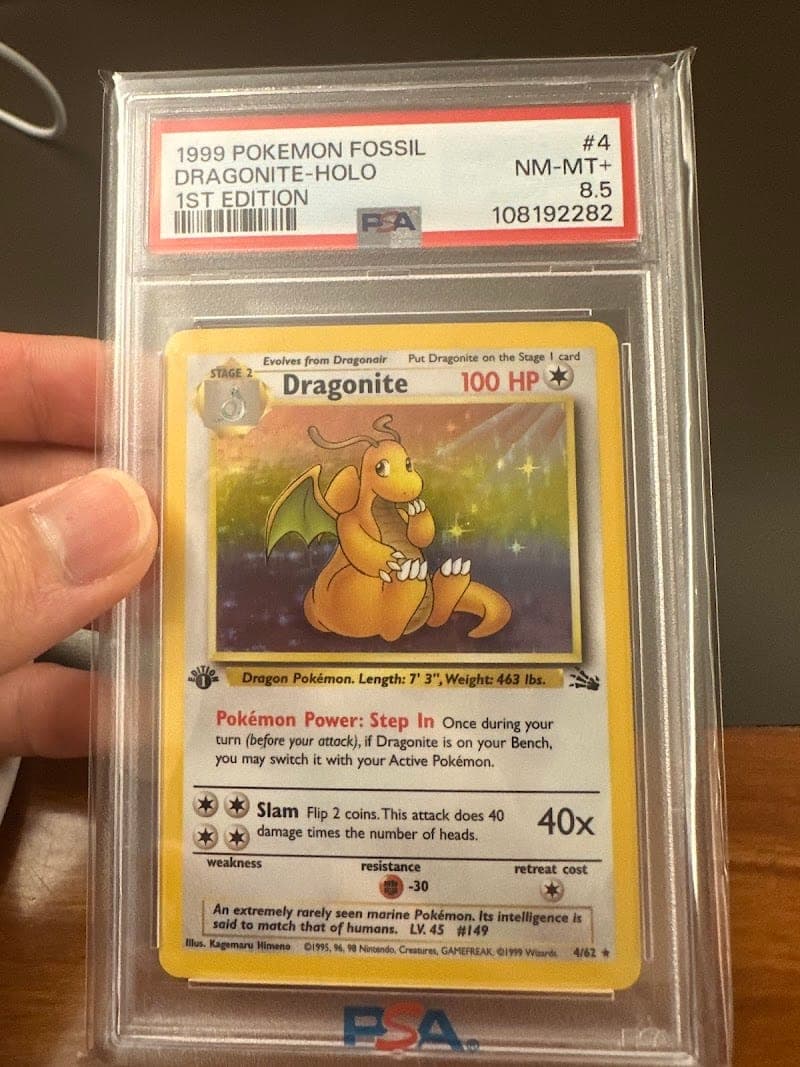 1999 POKEMON FOSSIL #4
DRAGONITE-HOLO NM-MT+
1ST EDITION 8.5
108192282
PSA
Evolves from Dragonair Put Dragonite on the Stage 1 card
STAGE 2
Dragonite 100 HP
EDITION
1
Dragon Pokémon. Length: 7' 3", Weight: 463 lbs.
Pokémon Power: Step In Once during your
turn (before your attack), if Dragonite is on your Bench,
you may switch it with your Active Pokémon.
Slam Flip 2 coins. This attack does 40 40x
damage times the number of heads.
weakness resistance retreat cost
-30
An extremely rarely seen marine Pokémon. Its intelligence is
said to match that of humans. LV. 45 #149
Illus. Kagemaru Himeno ©1995, 96, 98 Nintendo, Creatures, GAMEFREAK. ©1999 Wizards. 4/62 ★
PSA